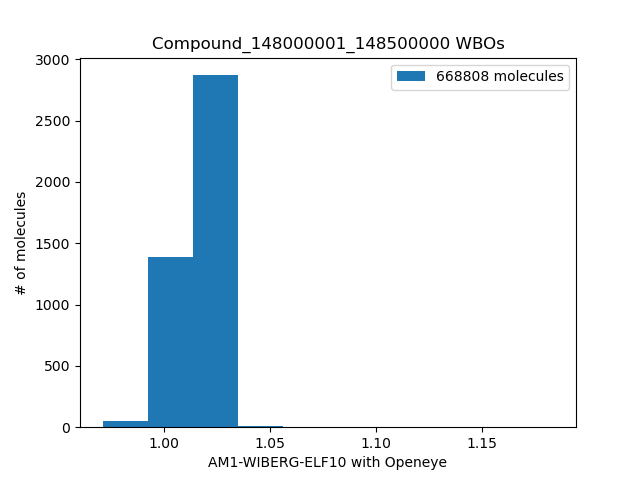 Compound_148000001_148500000 WBOs
668808 molecules
3000
2500
2000
1500
1000
500
0
# of molecules
1.00 1.05 1.10 1.15
AM1-WIBERG-ELF10 with Openeye